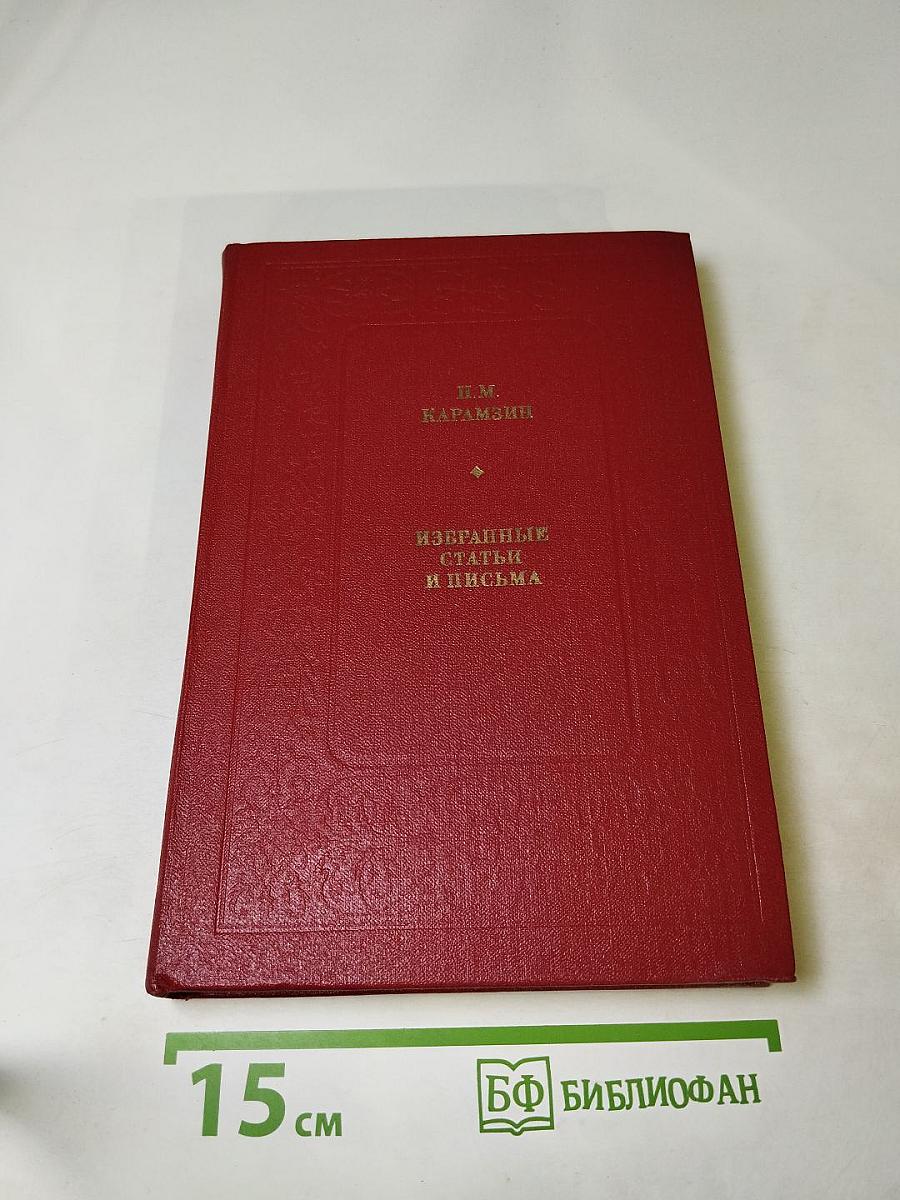 Н.М.
КАРАМЗИН
ИЗБРАННЫЕ
СТАТЬИ
И ПИСЬМА
15 см
БФ БИБЛИОФАН